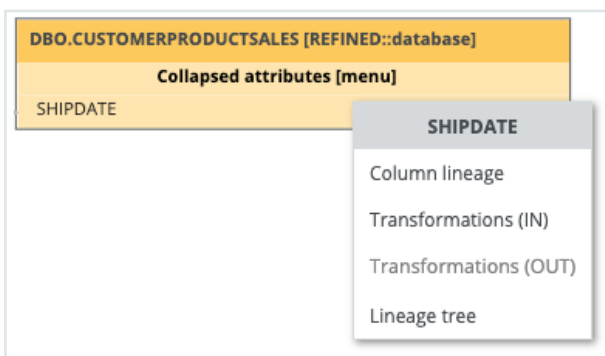 DBO.CUSTOMERPRODUCTSALES [REFINED::database]
Collapsed attributes [menu]
SHIPDATE
SHIPDATE
Column lineage
Transformations (IN)
Transformations (OUT)
Lineage tree